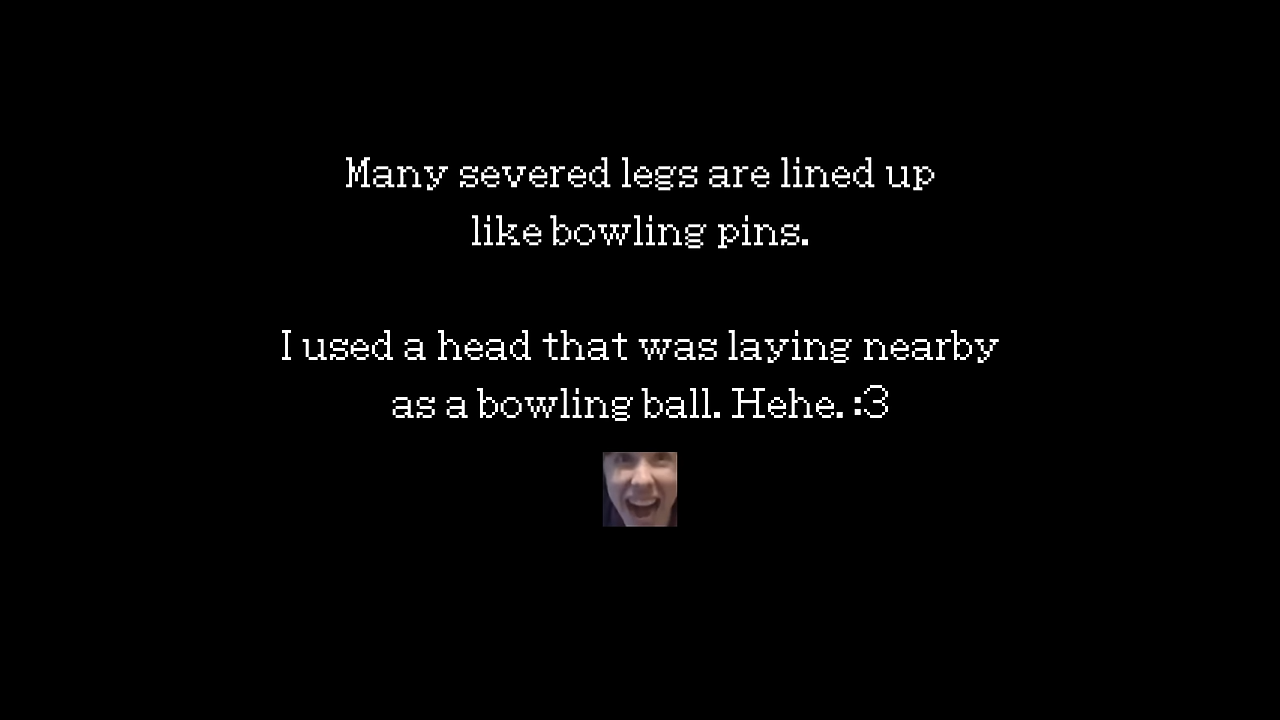 Many severed legs are lined up
like bowling pins.
I used a head that was laying nearby
as a bowling ball. Hehe. :3